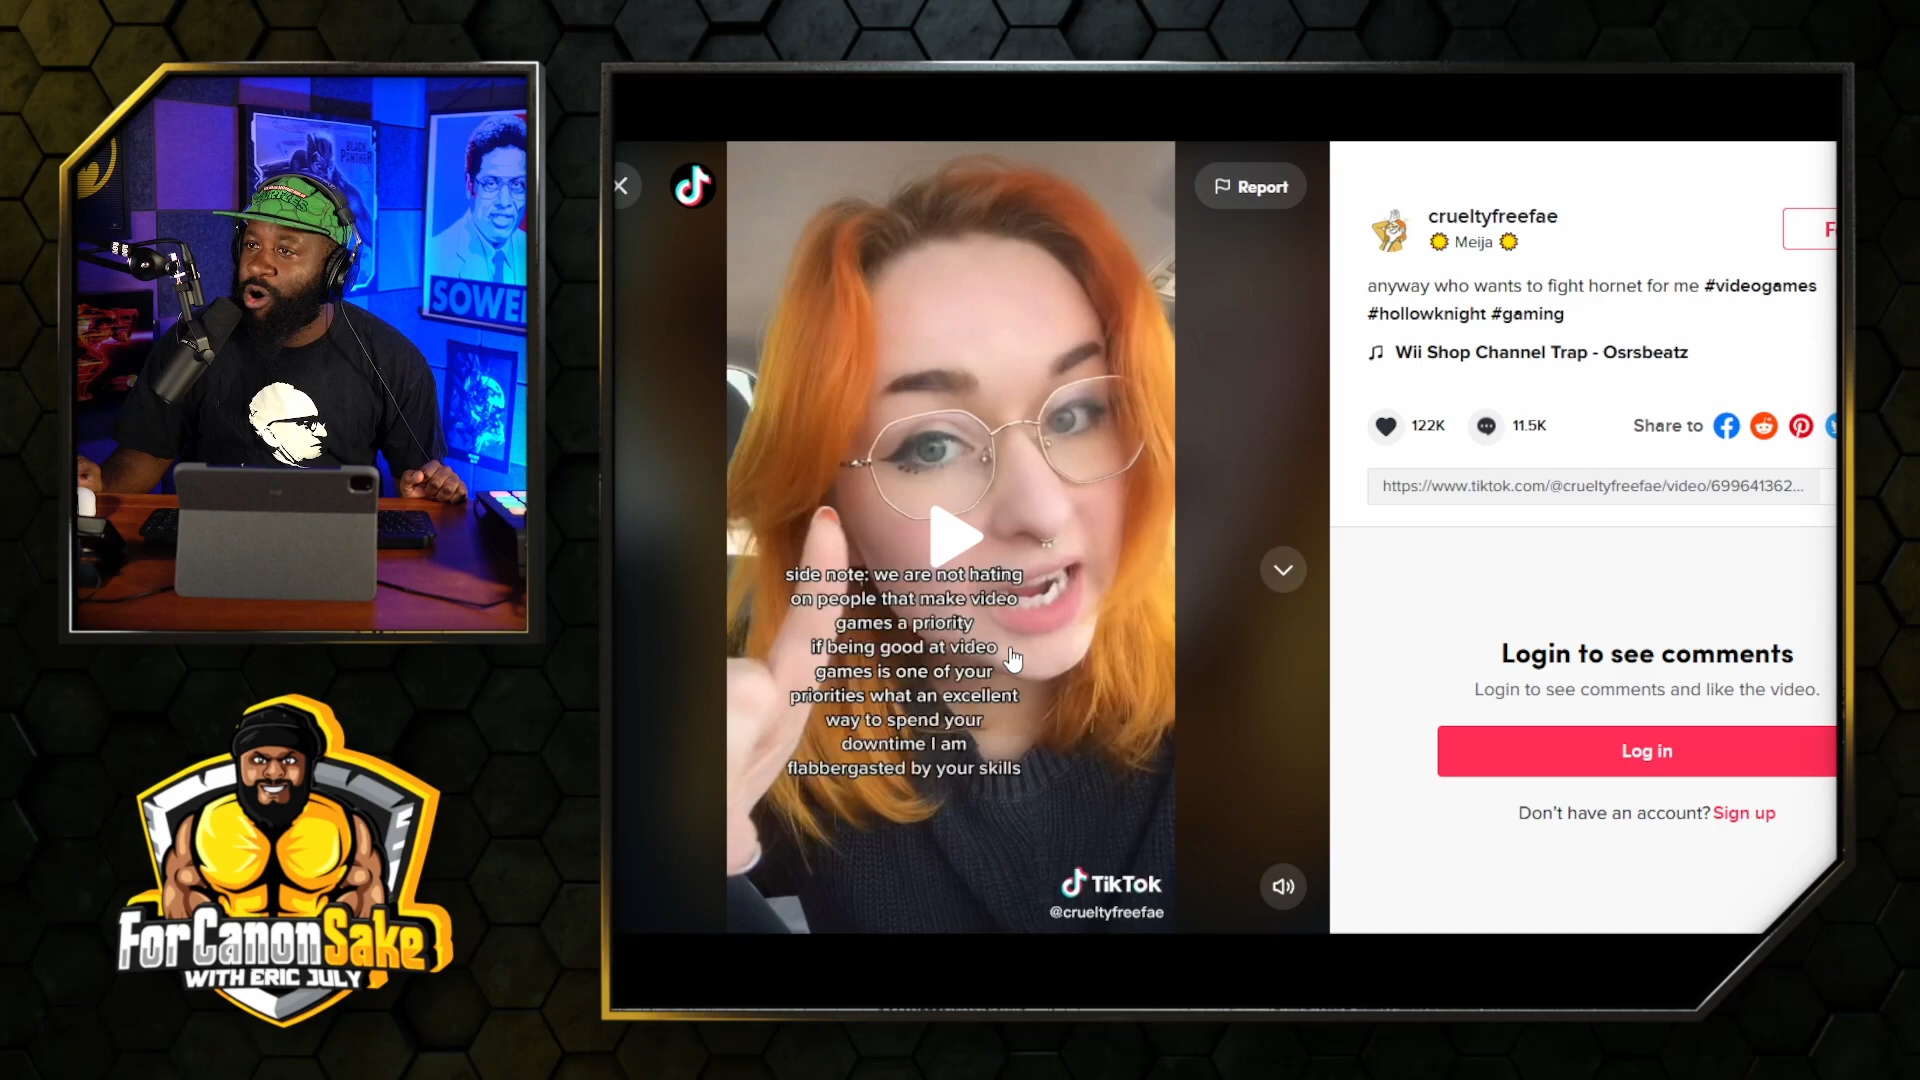 BLACK
PANTHER
TURTLES
SOWE
Report
crueltyfreefae
Meija
F
anyway who wants to fight hornet for me #videogames
#hollowknight #gaming
Wii Shop Channel Trap - Osrsbeatz
122K
11.5K
Share to
https://www.tiktok.com/@crueltyfreefae/video/699641362...
side note: we are not hating
on people that make video
games a priority
if being good at video
games is one of your
priorities what an excellent
way to spend your
downtime I am
flabbergasted by your skills
TikTok
@crueltyfreefae
Login to see comments
Login to see comments and like the video.
Log in
Don't have an account? Sign up
ForCanonSake
WITH ERIC JULY